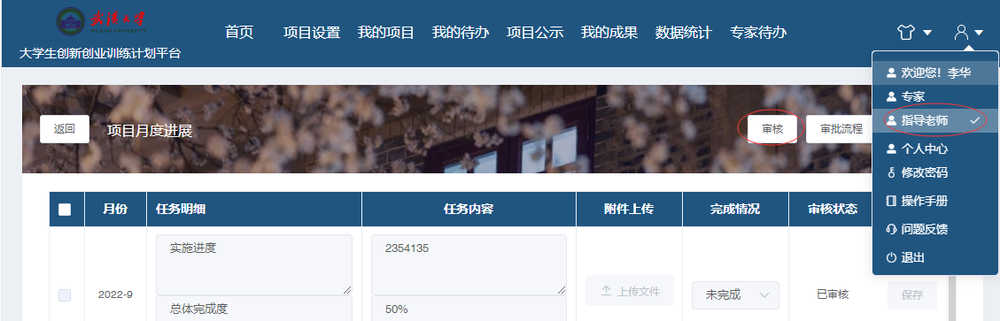 武汉大学
WUHAN UNIVERSITY
大学生创新创业训练计划平台
首页 项目设置 我的项目 我的待办 项目公示 我的成果 数据统计 专家待办
欢迎您！李华
专家
指导老师
个人中心
修改密码
操作手册
问题反馈
退出
返回 项目月度进展 审核 审批流程
月份 任务明细 任务内容 附件上传 完成情况 审核状态
实施进度 2354135
2022-9 上传文件 未完成 已审核 保存
总体完成度 50%